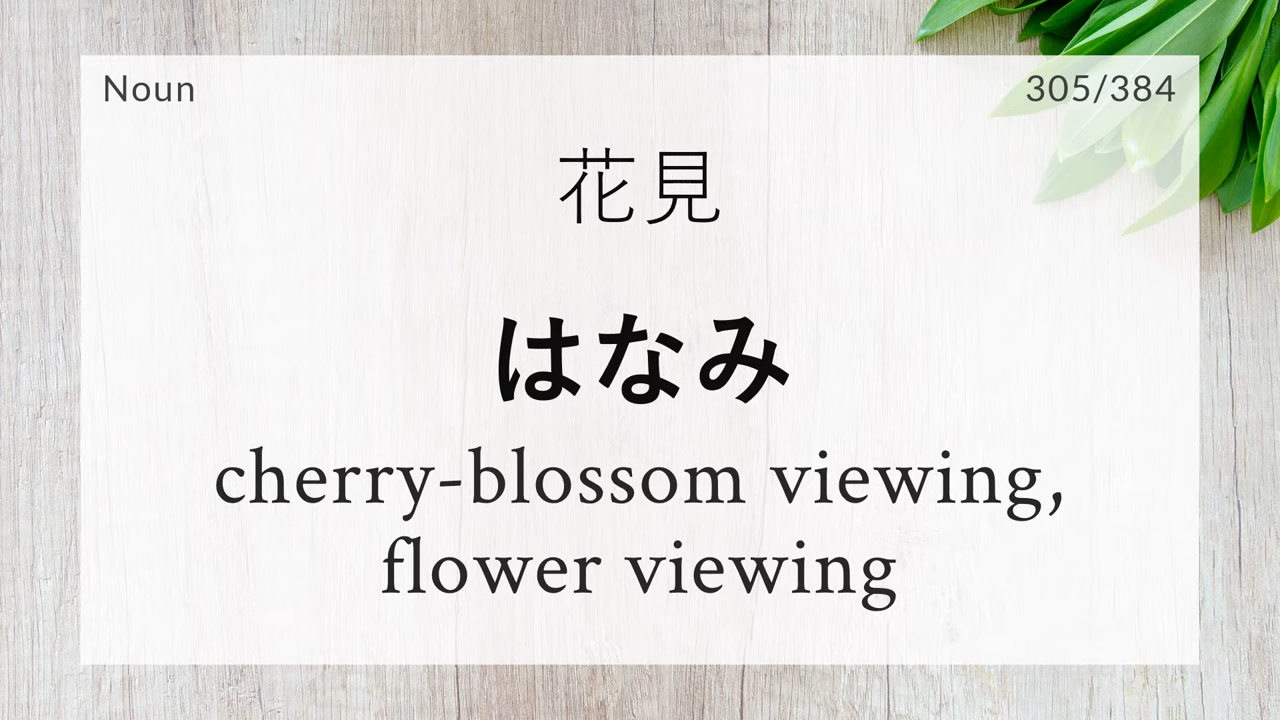 Noun
305/384
花見
はなみ
cherry-blossom viewing,
flower viewing